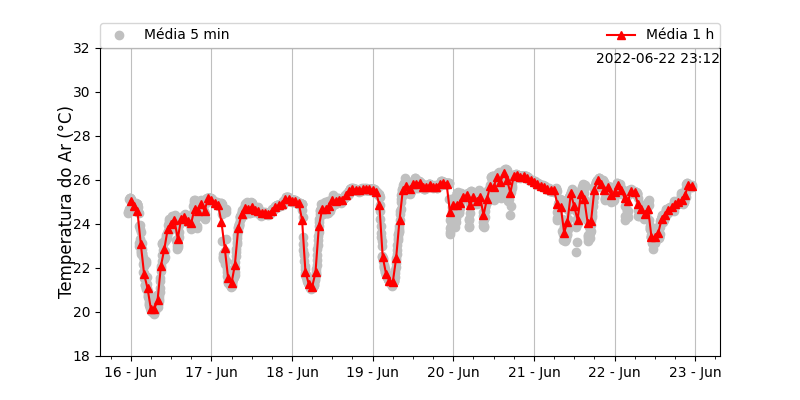 Média 5 min
Média 1 h
2022-06-22 23:12
Temperatura do Ar (°C)
32
30
28
26
24
22
20
18
16 - Jun
17 - Jun
18 - Jun
19 - Jun
20 - Jun
21 - Jun
22 - Jun
23 - Jun